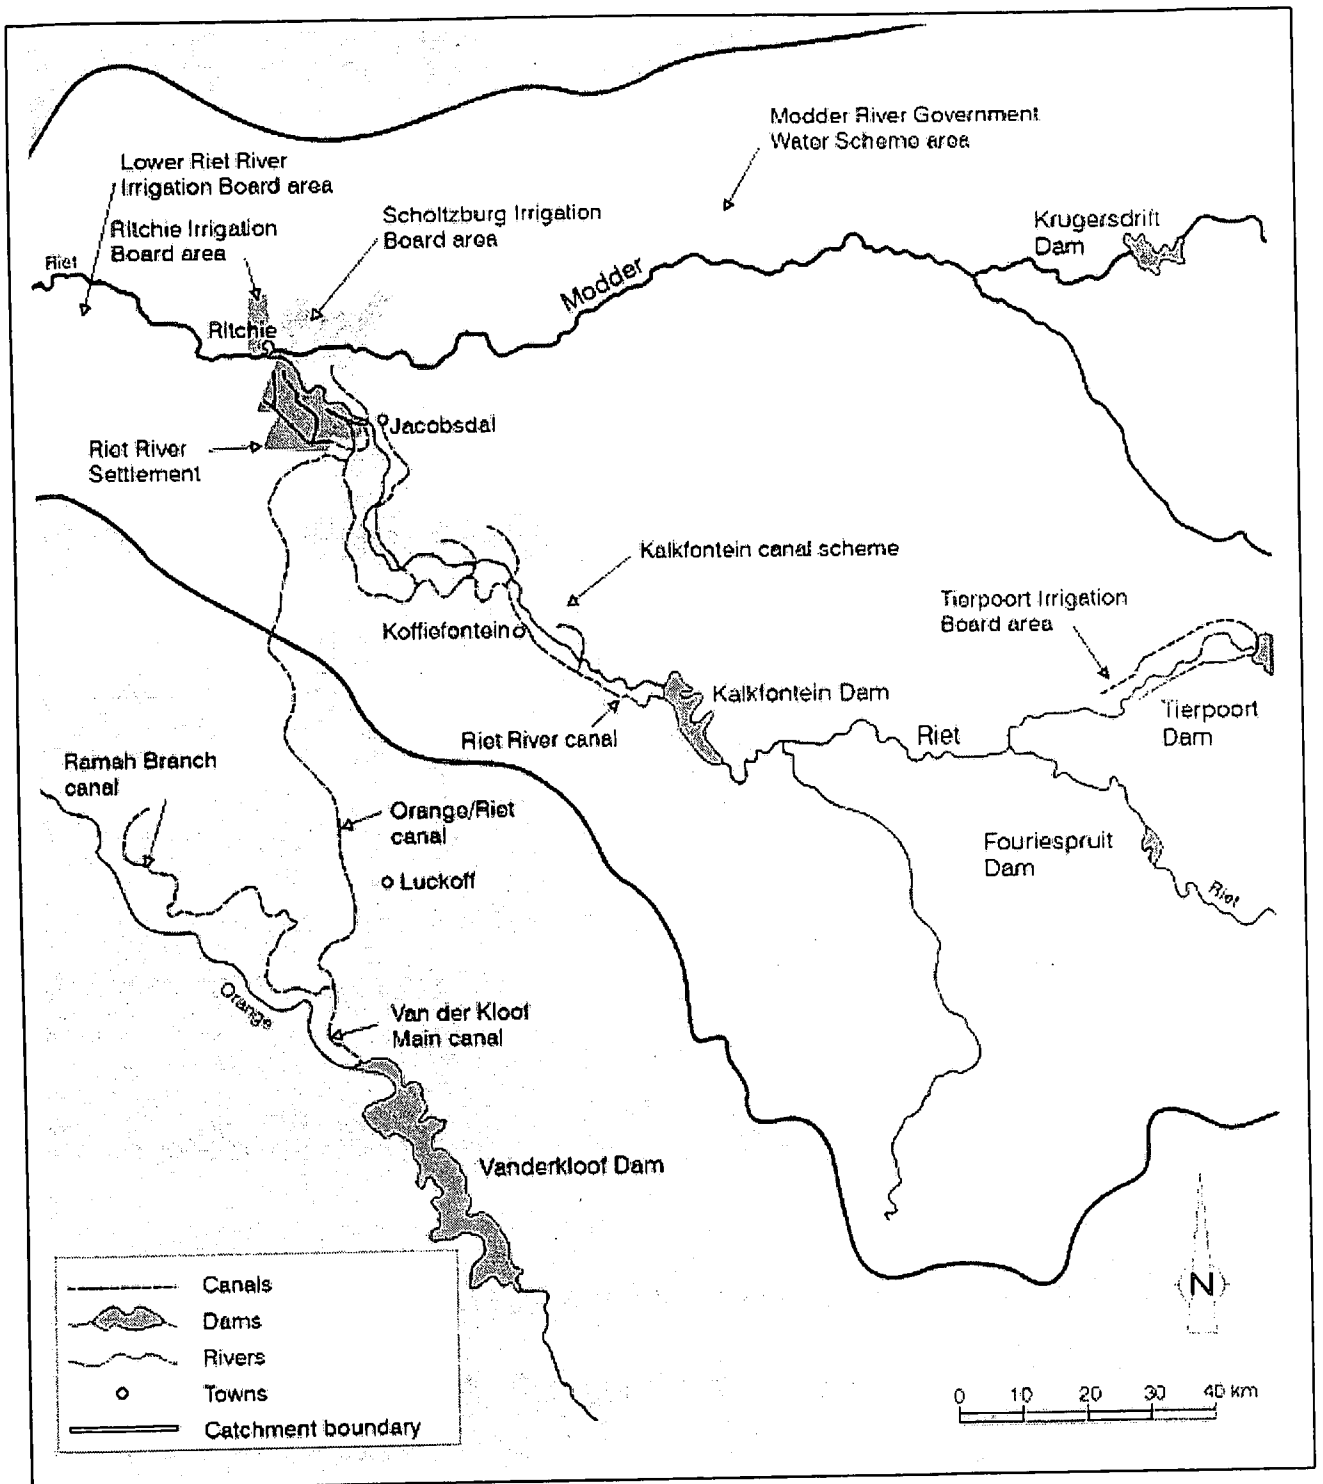 Modder River Government
Water Scheme area
Lower Riet River
Irrigation Board area
Scholtzburg Irrigation
Board area
Krugersdrift
Dam
Ritchie Irrigation
Board area
Riet
Modder
Ritchie
Jacobsdal
Riet River
Settlement
Kalkfontein canal scheme
Tierpoort Irrigation
Board area
Koffiefontein
Kalkfontein Dam
Tierpoort
Dam
Riet
Riet River canal
Ramah Branch
canal
Orange/Riet
canal
Fouriespruit
Dam
Luckoff
Riet
Orange
Van der Kloof
Main canal
Vanderkloof Dam
N
Canals
Dams
Rivers
Towns
Catchment boundary
0 10 20 30 40 km